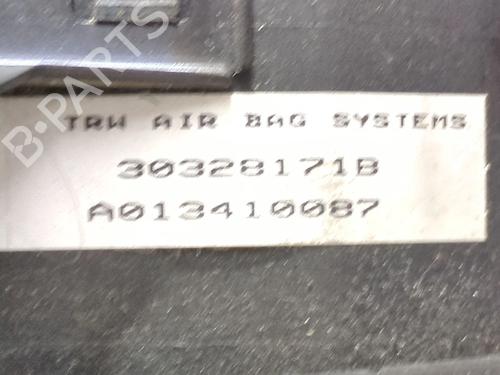 B-PARTS
TRW AIR BAG SYSTEMS
30328171B
A013410087